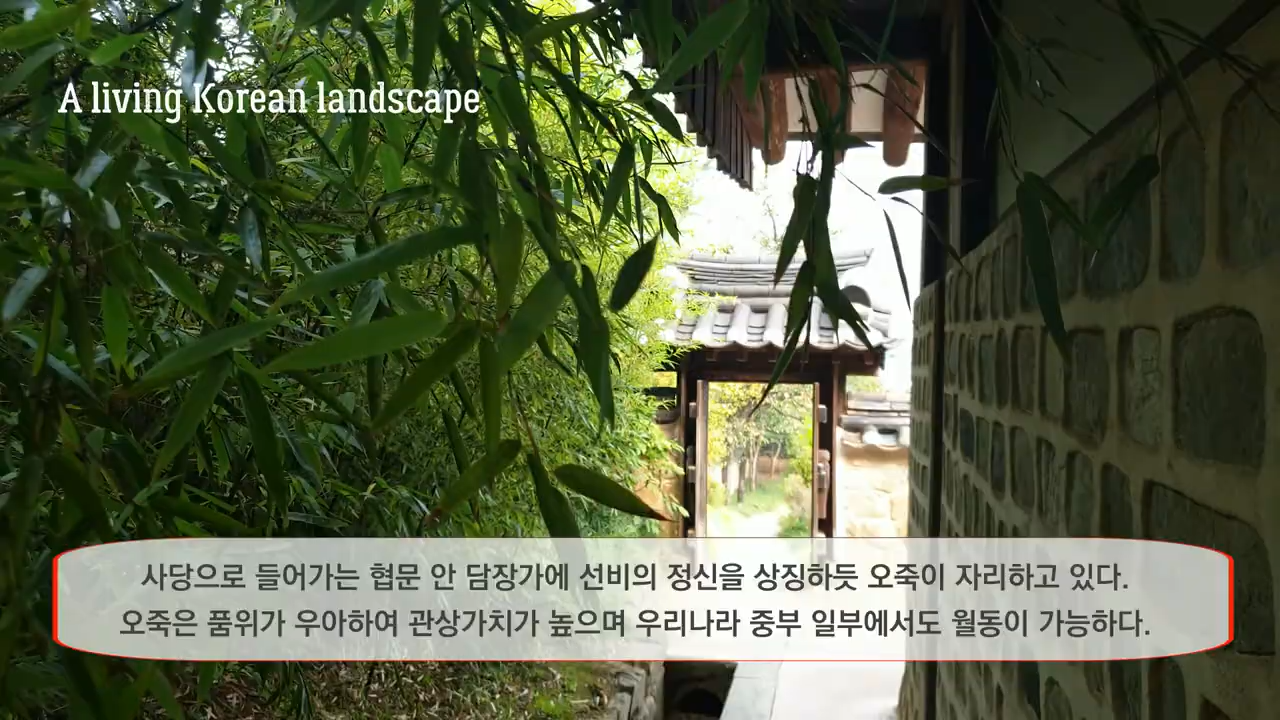 A living Korean landscape
사당으로 들어가는 협문 안 담장가에 선비의 정신을 상징하듯 오죽이 자리하고 있다.
오죽은 품위가 우아하여 관상가치가 높으며 우리나라 중부 일부에서도 월동이 가능하다.